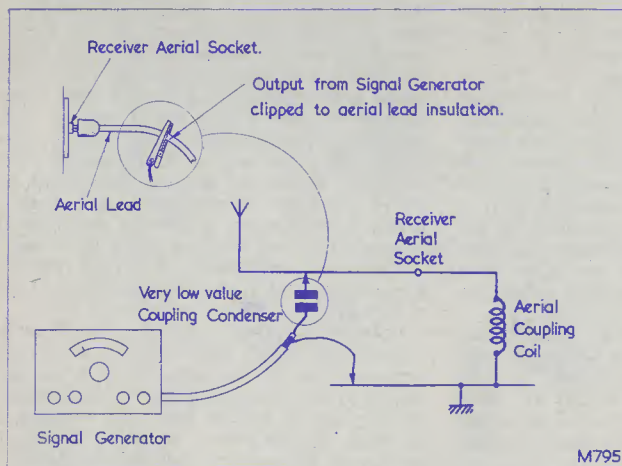 Receiver Aerial Socket.
Output from Signal Generator
clipped to aerial lead insulation.
Aerial Lead
Receiver
Aerial
Socket
Very low value
Coupling Condenser
Aerial
Coupling
Coil
Signal Generator
M795